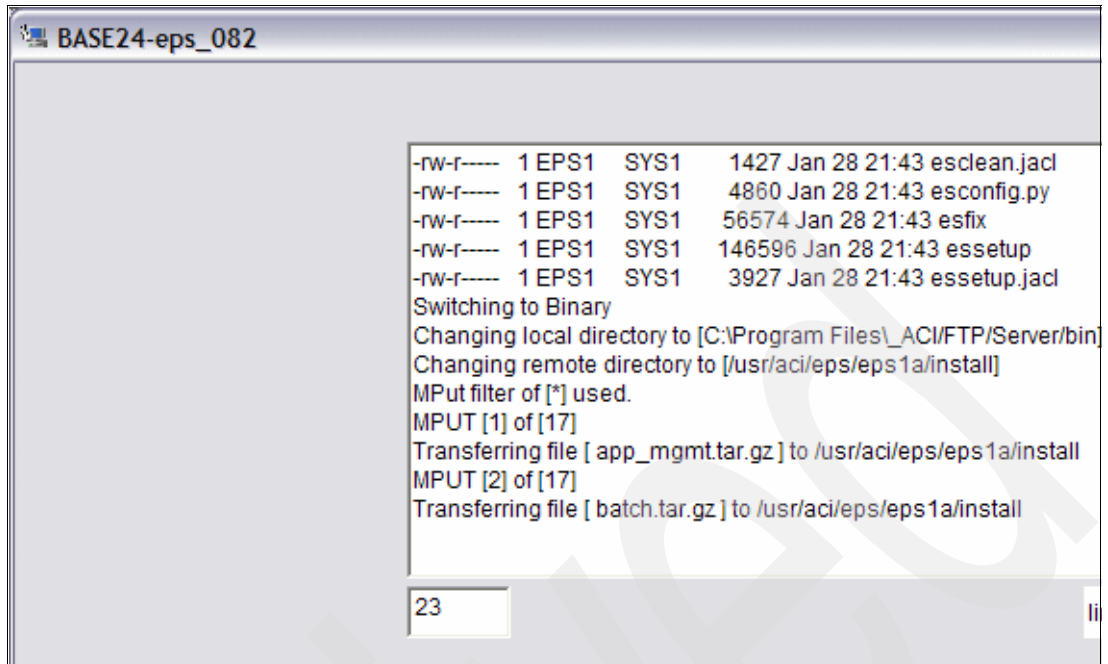 BASE24-eps_082
-rw-r----- 1 EPS1 SYS1 1427 Jan 28 21:43 esclean.jacl
-rw-r----- 1 EPS1 SYS1 4860 Jan 28 21:43 esconfig.py
-rw-r----- 1 EPS1 SYS1 56574 Jan 28 21:43 esfix
-rw-r----- 1 EPS1 SYS1 146596 Jan 28 21:43 essetup
-rw-r----- 1 EPS1 SYS1 3927 Jan 28 21:43 essetup.jacl
Switching to Binary
Changing local directory to [C:\Program Files\_ACI/FTP/Server/bin]
Changing remote directory to [/usr/aci/eps/eps1a/install]
MPut filter of [*] used.
MPUT [1] of [17]
Transferring file [ app_mgmt.tar.gz ] to /usr/aci/eps/eps1a/install
MPUT [2] of [17]
Transferring file [ batch.tar.gz ] to /usr/aci/eps/eps1a/install
23